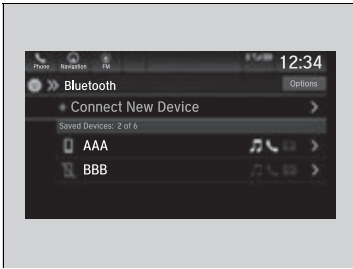 Phone Navigation FM 12:34
Bluetooth Options
+ Connect New Device
Saved Devices: 2 of 6
AAA
BBB